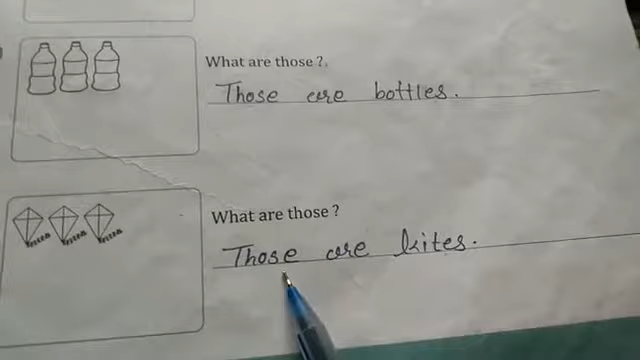 What are those ?.
Those are bottles.
What are those ?
Those are kites.